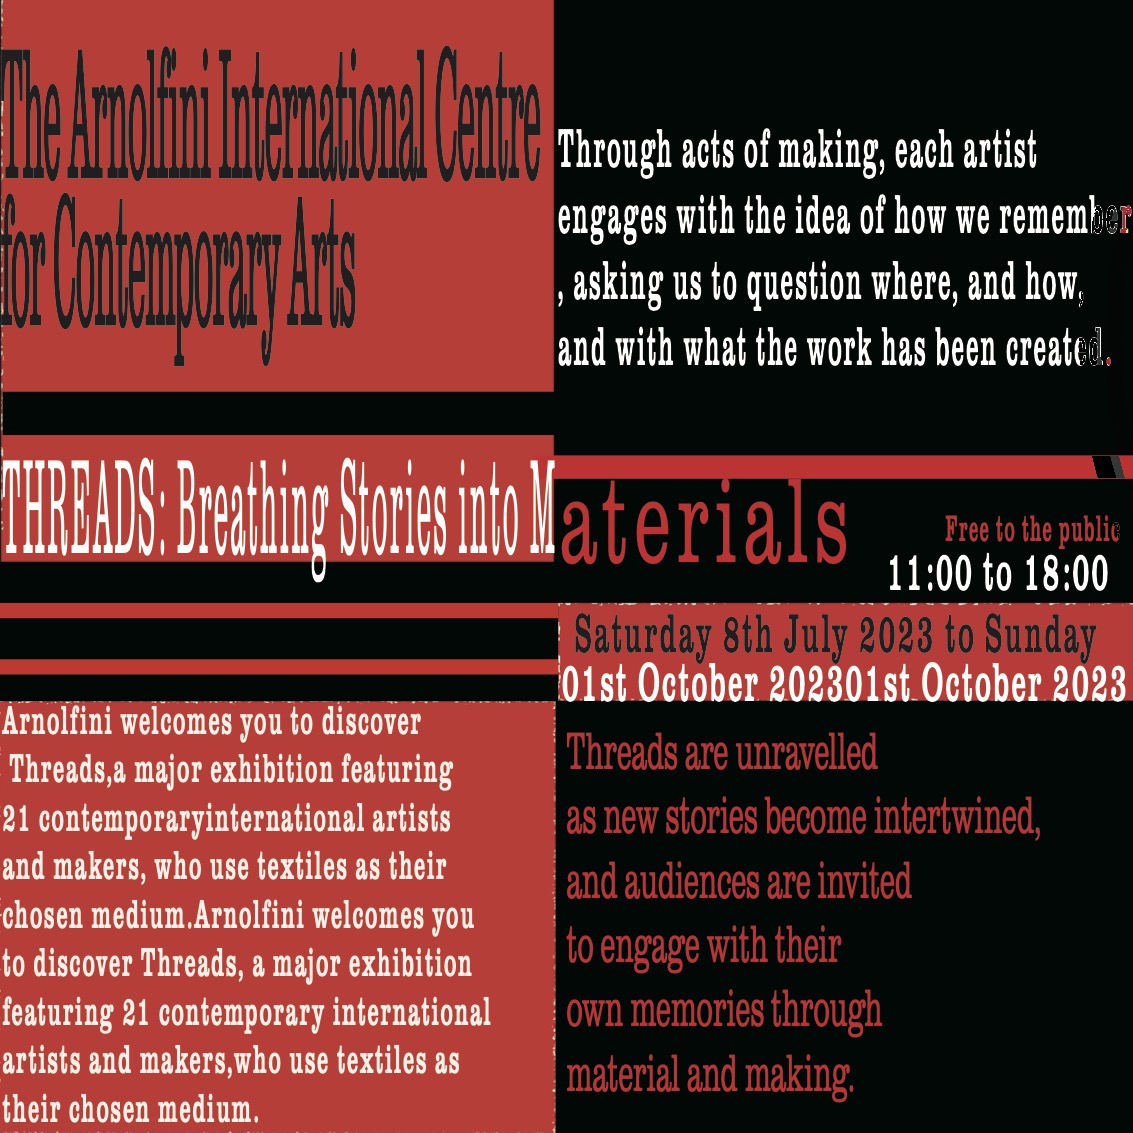 The Arnolfini International Centre
for Contemporary Arts
Through acts of making, each artist
engages with the idea of how we remember
, asking us to question where, and how,
and with what the work has been created.
THREADS: Breathing Stories into Materials
Free to the public
11:00 to 18:00
Saturday 8th July 2023 to Sunday
01st October 202301st October 2023
Arnolfini welcomes you to discover
Threads,a major exhibition featuring
21 contemporaryinternational artists
and makers, who use textiles as their
chosen medium.Arnolfini welcomes you
to discover Threads, a major exhibition
featuring 21 contemporary international
artists and makers,who use textiles as
their chosen medium.
Threads are unravelled
as new stories become intertwined,
and audiences are invited
to engage with their
own memories through
material and making.